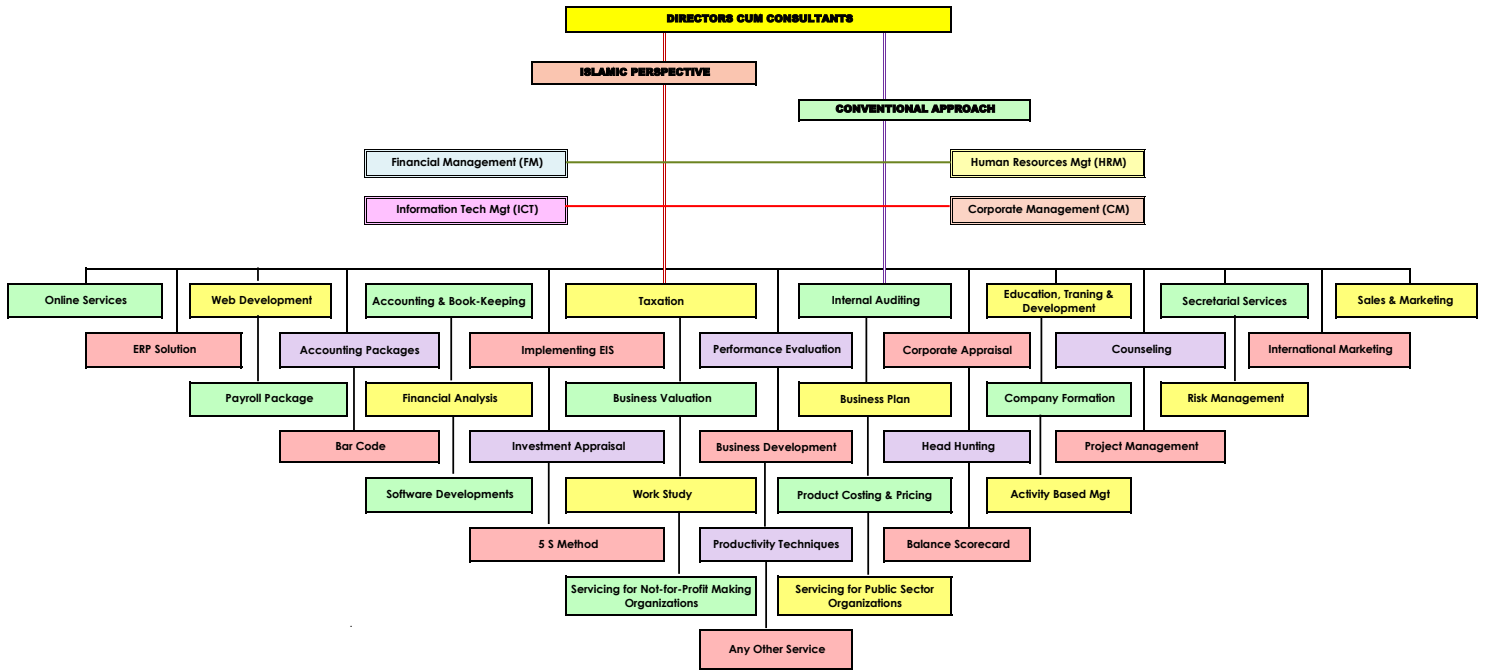 DIRECTORS CUM CONSULTANTS
ISLAMIC PERSPECTIVE
CONVENTIONAL APPROACH
Financial Management (FM)
Human Resources Mgt (HRM)
Information Tech Mgt (ICT)
Corporate Management (CM)
Online Services
Web Development
Accounting & Book-Keeping
Taxation
Internal Auditing
Education, Traning &
Development
Secretarial Services
Sales & Marketing
ERP Solution
Accounting Packages
Implementing EIS
Performance Evaluation
Corporate Appraisal
Counseling
International Marketing
Payroll Package
Financial Analysis
Business Valuation
Business Plan
Company Formation
Risk Management
Bar Code
Investment Appraisal
Business Development
Head Hunting
Project Management
Software Developments
Work Study
Product Costing & Pricing
Activity Based Mgt
5 S Method
Productivity Techniques
Balance Scorecard
Servicing for Not-for-Profit Making
Organizations
Servicing for Public Sector
Organizations
Any Other Service